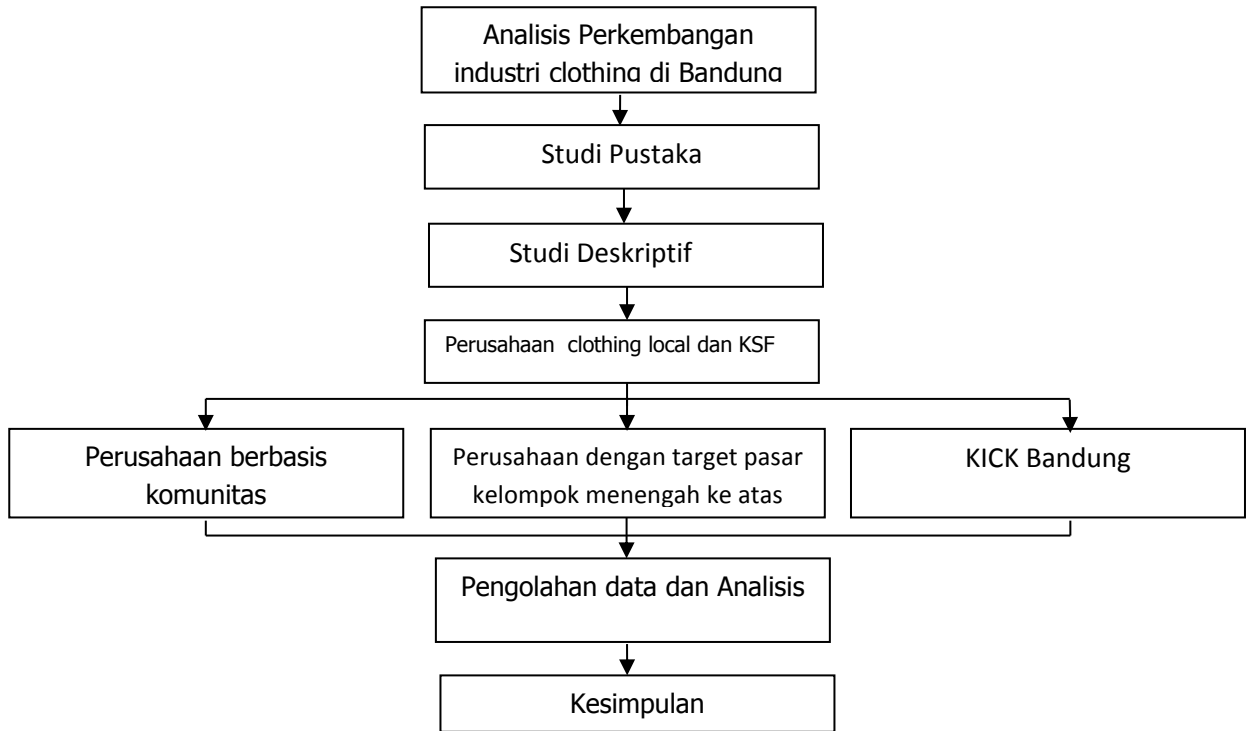 Analisis Perkembangan
industri clothing di Bandung
Studi Pustaka
Studi Deskriptif
Perusahaan clothing local dan KSF
Perusahaan berbasis
komunitas
Perusahaan dengan target pasar
kelompok menengah ke atas
KICK Bandung
Pengolahan data dan Analisis
Kesimpulan